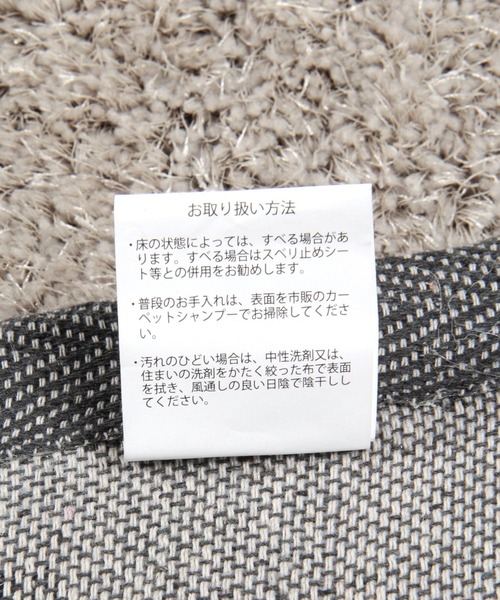 お取り扱い方法
・床の状態によっては、すべる場合があ
ります。すべる場合はスベリ止めシー
ト等との併用をお勧めします。
・普段のお手入れは、表面を市販のカー
ペットシャンプーでお掃除してくださ
い。
・汚れのひどい場合は、中性洗剤又は、
住まいの洗剤をかたく絞った布で表面
を拭き、風通しの良い日陰で陰干しし
てください。